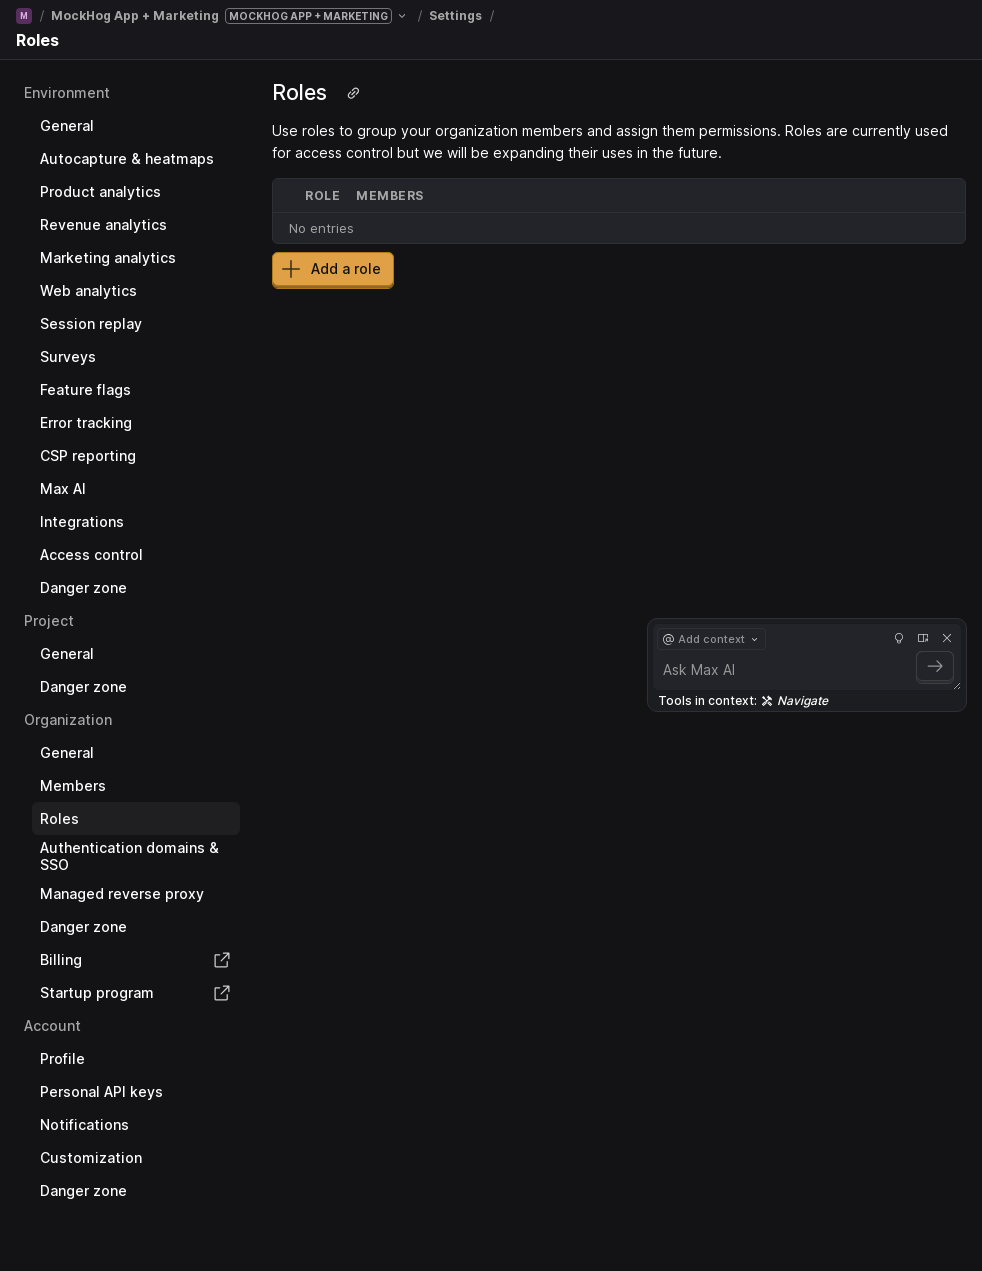 M / MockHog App + Marketing MOCKHOG APP + MARKETING / Settings /
Roles
Environment
General
Autocapture & heatmaps
Product analytics
Revenue analytics
Marketing analytics
Web analytics
Session replay
Surveys
Feature flags
Error tracking
CSP reporting
Max AI
Integrations
Access control
Danger zone
Project
General
Danger zone
Organization
General
Members
Roles
Authentication domains &
SSO
Managed reverse proxy
Danger zone
Billing
Startup program
Account
Profile
Personal API keys
Notifications
Customization
Danger zone
Roles
Use roles to group your organization members and assign them permissions. Roles are currently used
for access control but we will be expanding their uses in the future.
ROLE MEMBERS
No entries
Add a role
@ Add context
Ask Max AI
Tools in context: Navigate